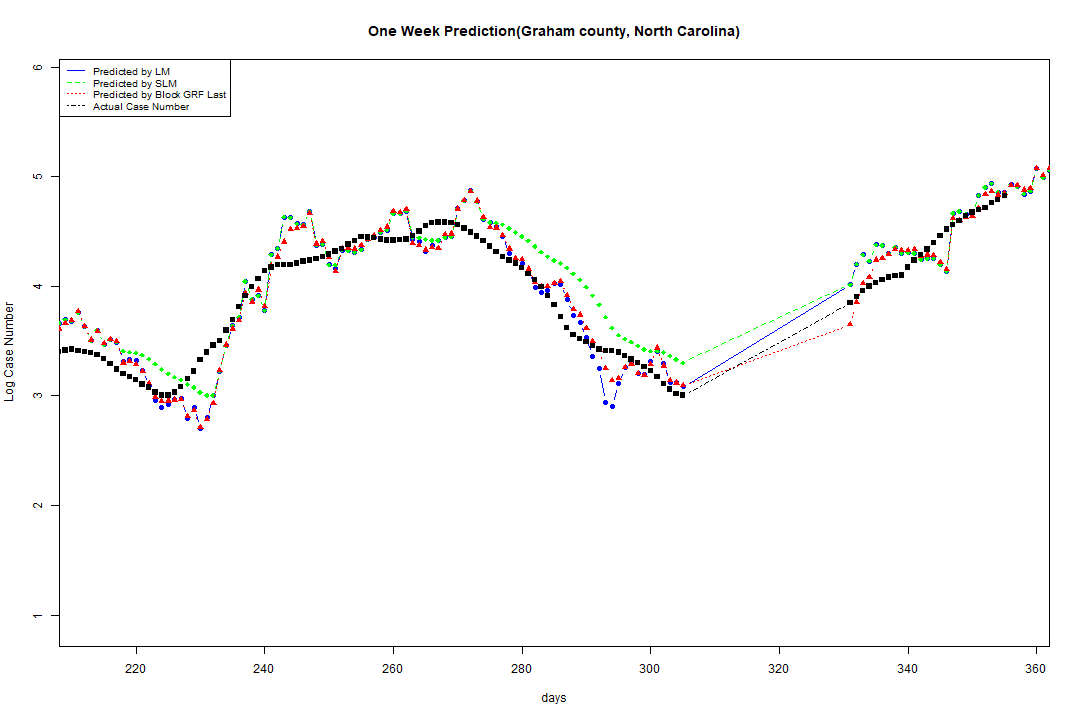 One Week Prediction(Graham county, North Carolina)
Predicted by LM
Predicted by SLM
Predicted by Block GRF Last
Actual Case Number
6
5
4
3
2
1
Log Case Number
220 240 260 280 300 320 340 360
days